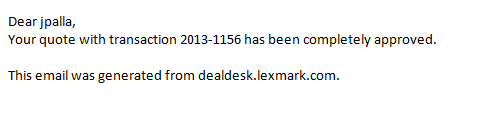 Dear jpalla,
Your quote with transaction 2013-1156 has been completely approved.
This email was generated from dealdesk.lexmark.com.